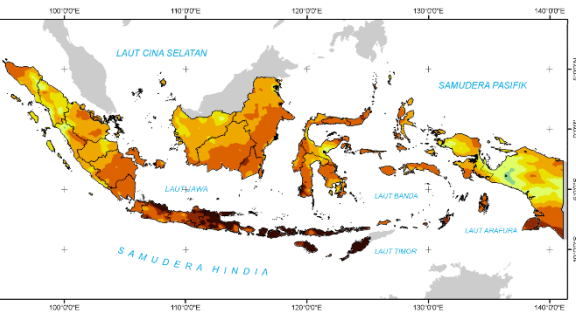 100°0'0"E 110°0'0"E 120°0'0"E 130°0'0"E 140°0'0"E
LAUT CINA SELATAN
SAMUDERA PASIFIK
LAUT JAWA
LAUT BANDA
LAUT ARAFURA
LAUT TIMOR
SAMUDERA HINDIA
100°0'0"E 110°0'0"E 120°0'0"E 130°0'0"E 140°0'0"E